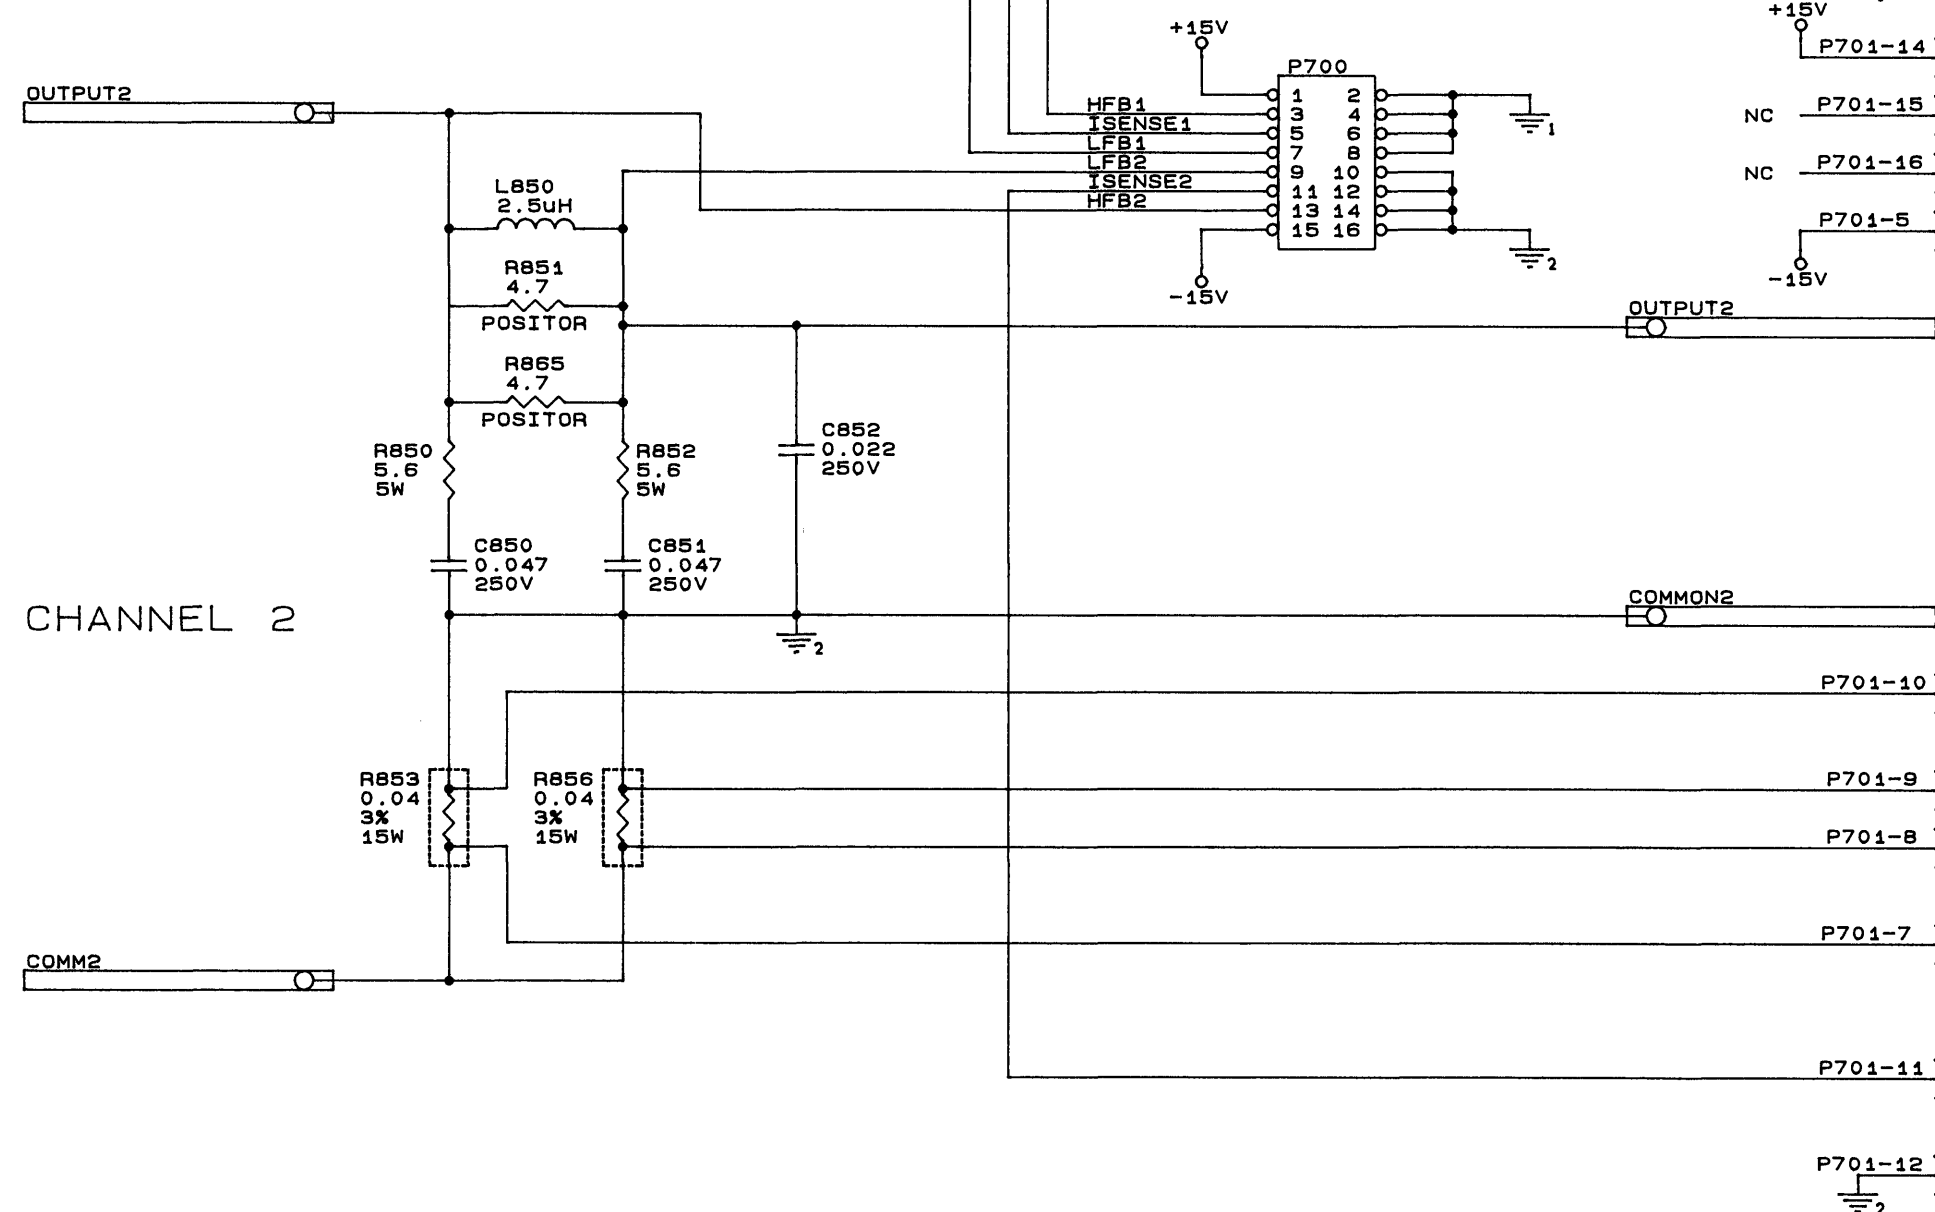 +15V
P701-14
+15V
P700
OUTPUT2
1 2
HFB1
3 4
P701-15
NC
ISENSE1
5 6
1
LFB1
7 8
LFB2
9 10
P701-16
NC
ISENSE2
11 12
HFB2
13 14
15 16
P701-5
L850
2.5uH
2
-15V
-15V
R851
4.7
POSITOR
OUTPUT2
R865
4.7
POSITOR
R850
5.6
5W
R852
5.6
5W
C852
0.022
250V
C850
0.047
250V
C851
0.047
250V
CHANNEL 2
COMMON2
2
P701-10
R853
0.04
3%
15W
R856
0.04
3%
15W
P701-9
P701-8
P701-7
COMM2
P701-11
P701-12
2